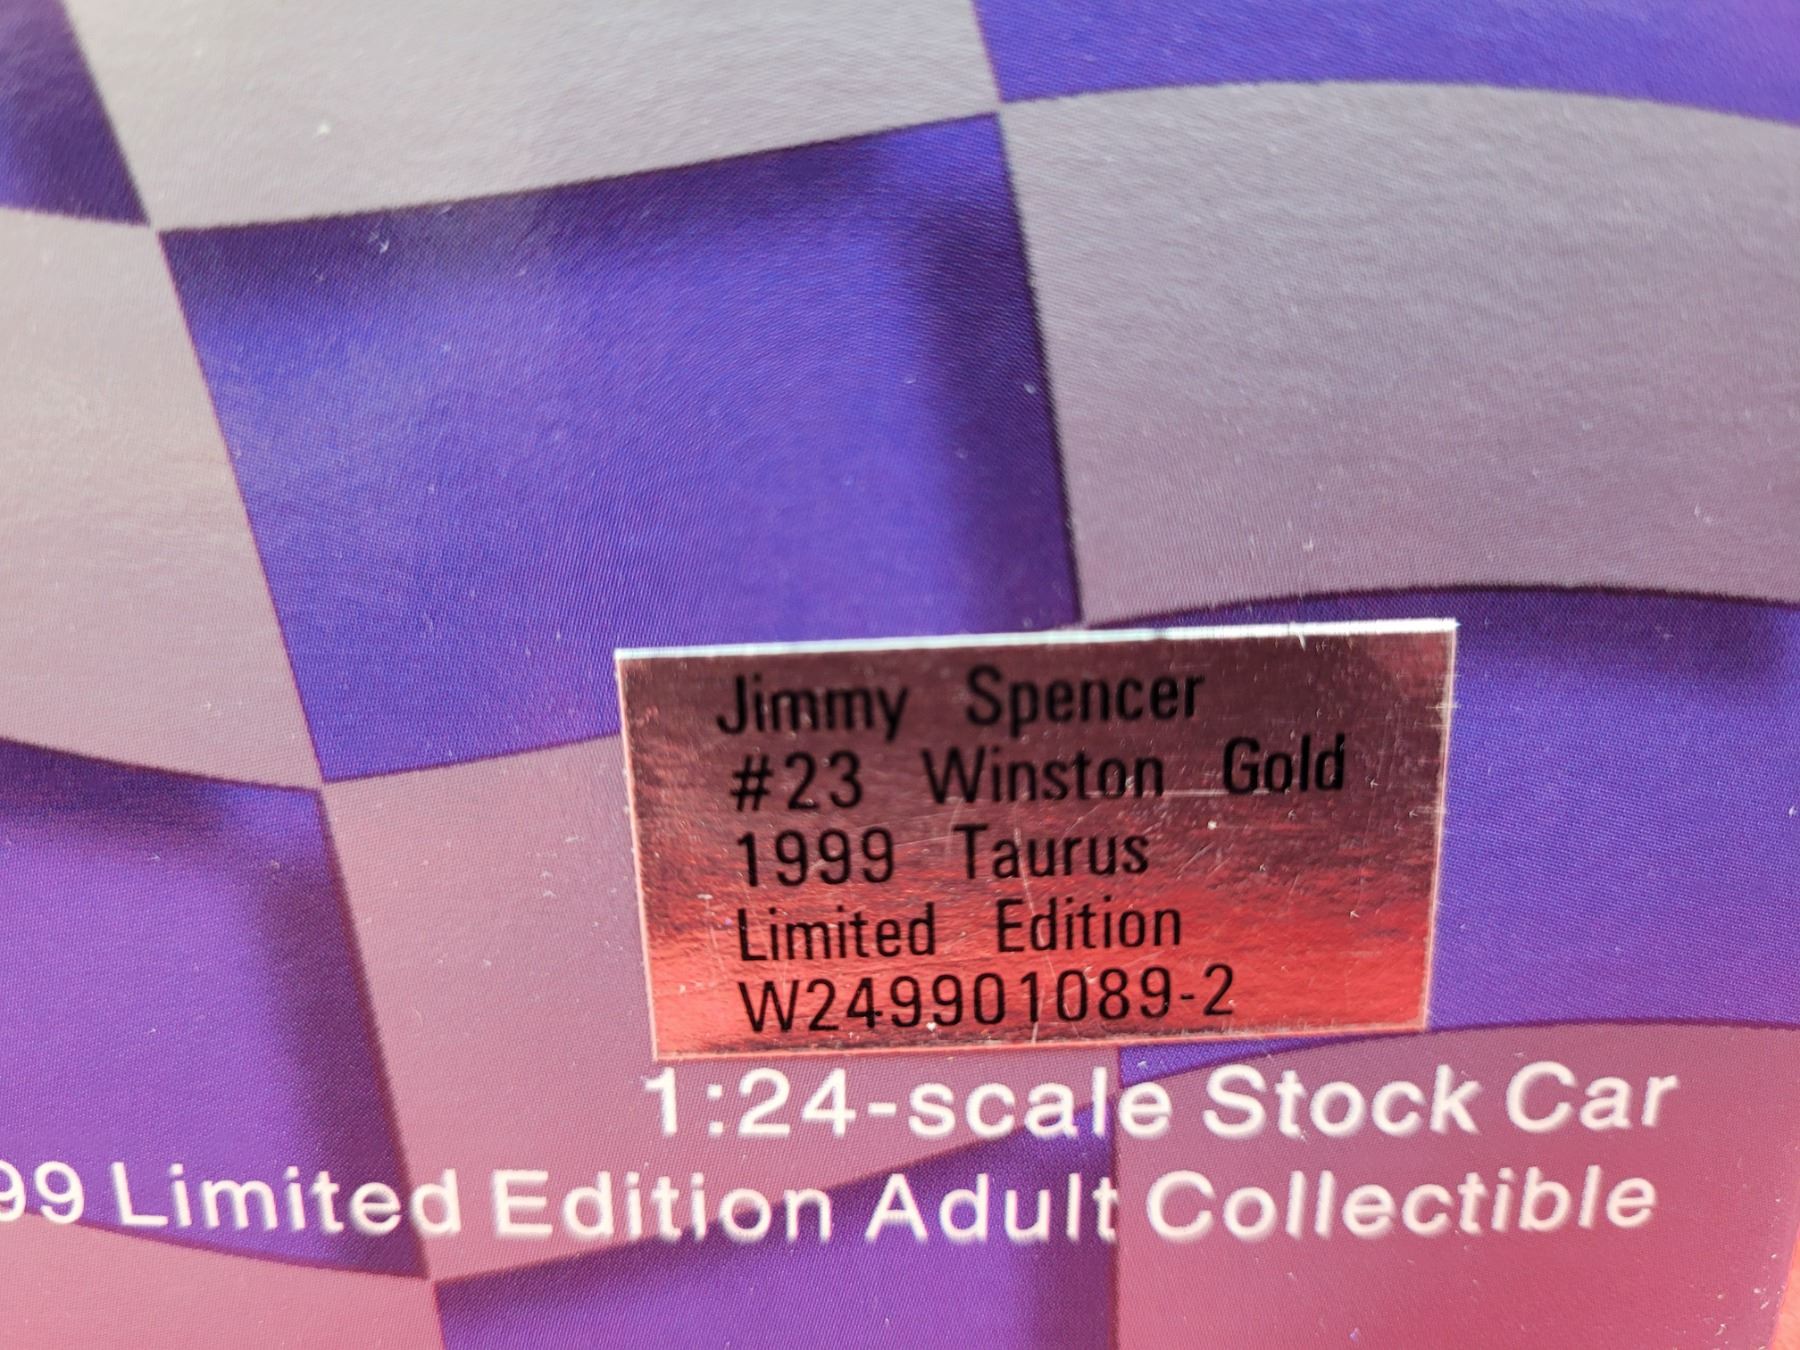 Jimmy Spencer
#23 Winston Gold
1999 Taurus
Limited Edition
W249901089-2
1:24-scale Stock Car
99 Limited Edition Adult Collectible